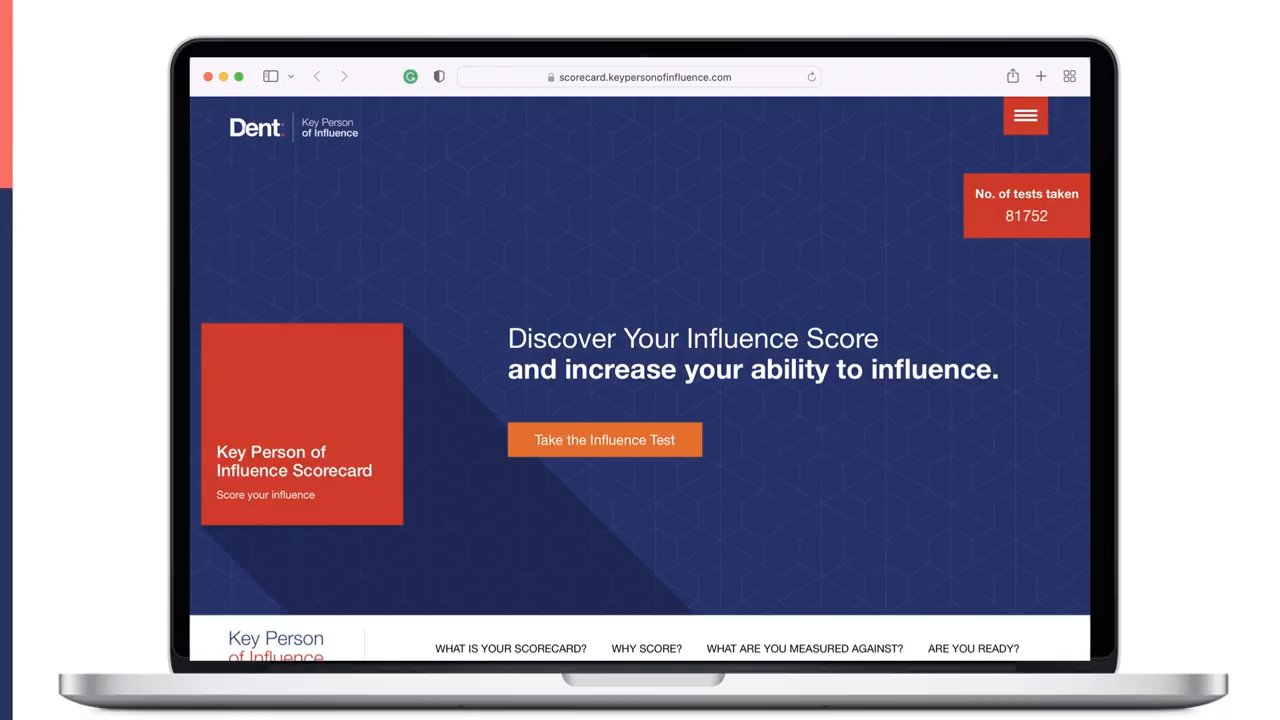 scorecard.keypersonofinfluence.com
Dent:
Key Person
of Influence
No. of tests taken
81752
Discover Your Influence Score
and increase your ability to influence.
Take the Influence Test
Key Person of
Influence Scorecard
Score your influence
Key Person
of Influence
WHAT IS YOUR SCORECARD? WHY SCORE? WHAT ARE YOU MEASURED AGAINST? ARE YOU READY?